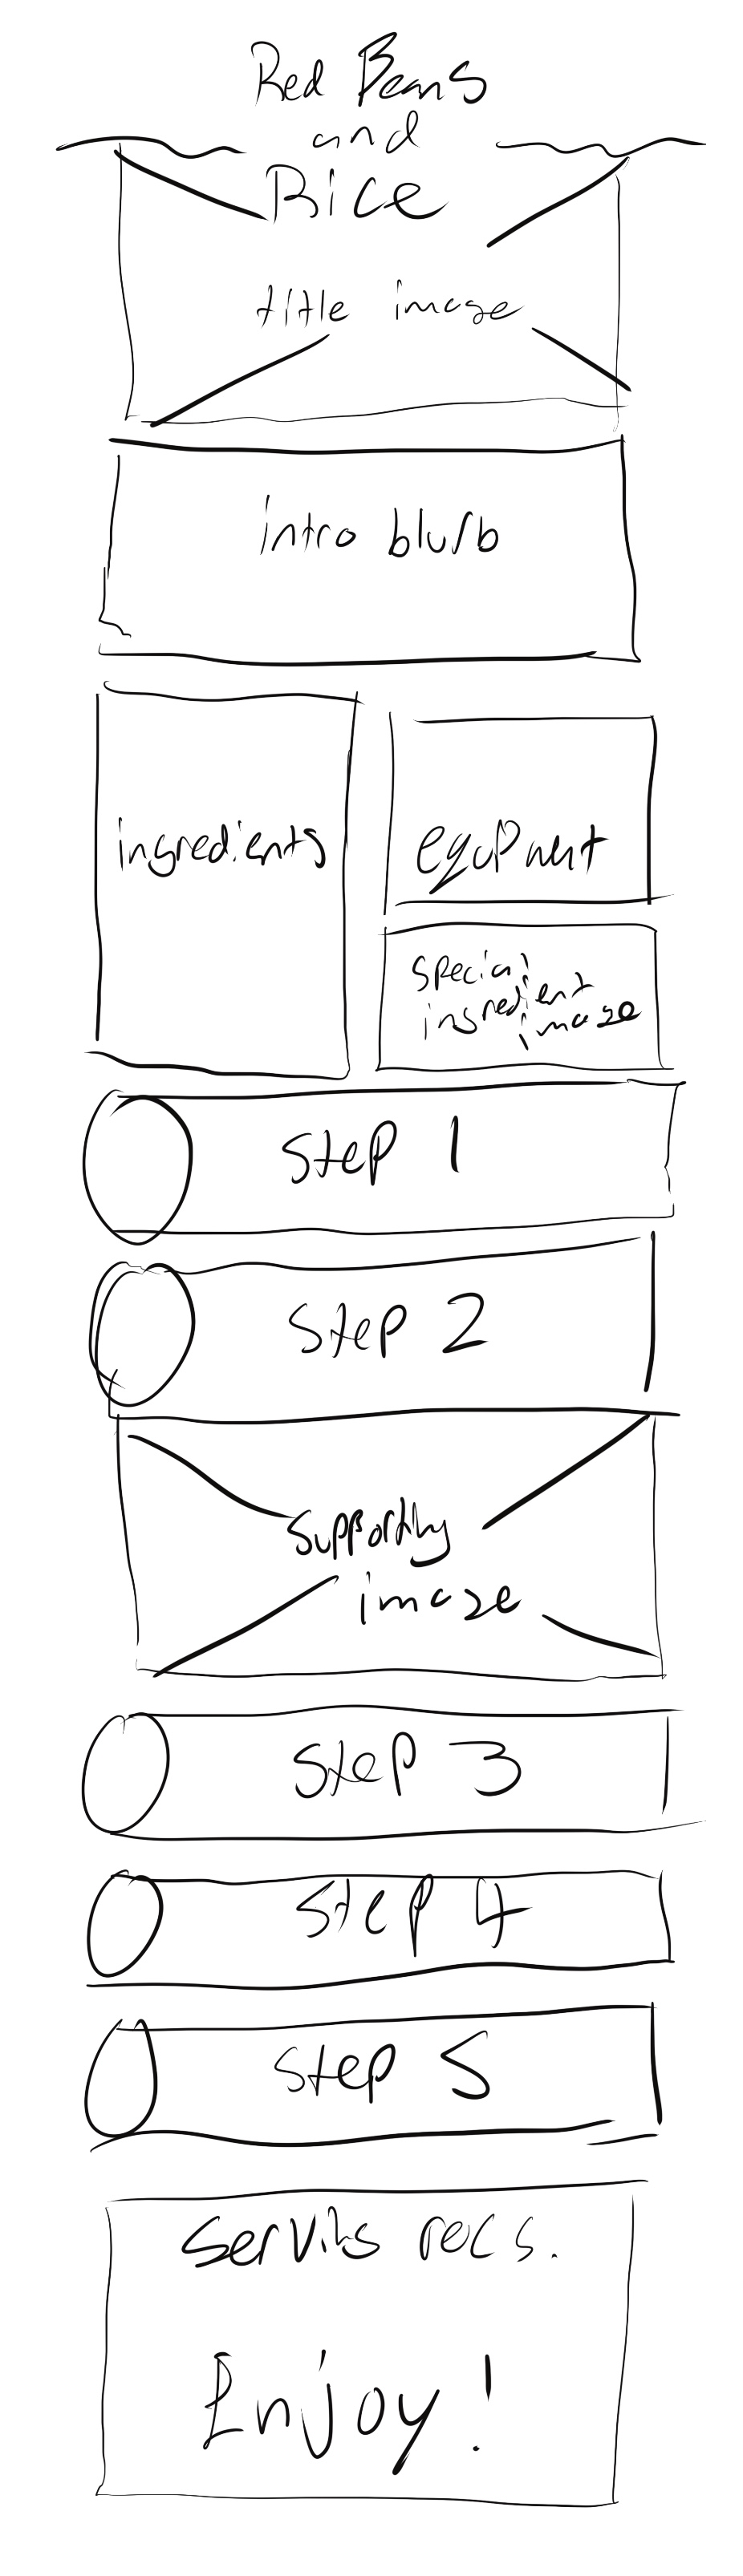 Red Beans
and
Rice
title image
intro blurb
ingredients
equipment
special
ingredient
image
Step 1
Step 2
Supporting
image
Step 3
Step 4
Step 5
Serving recs.
Enjoy!